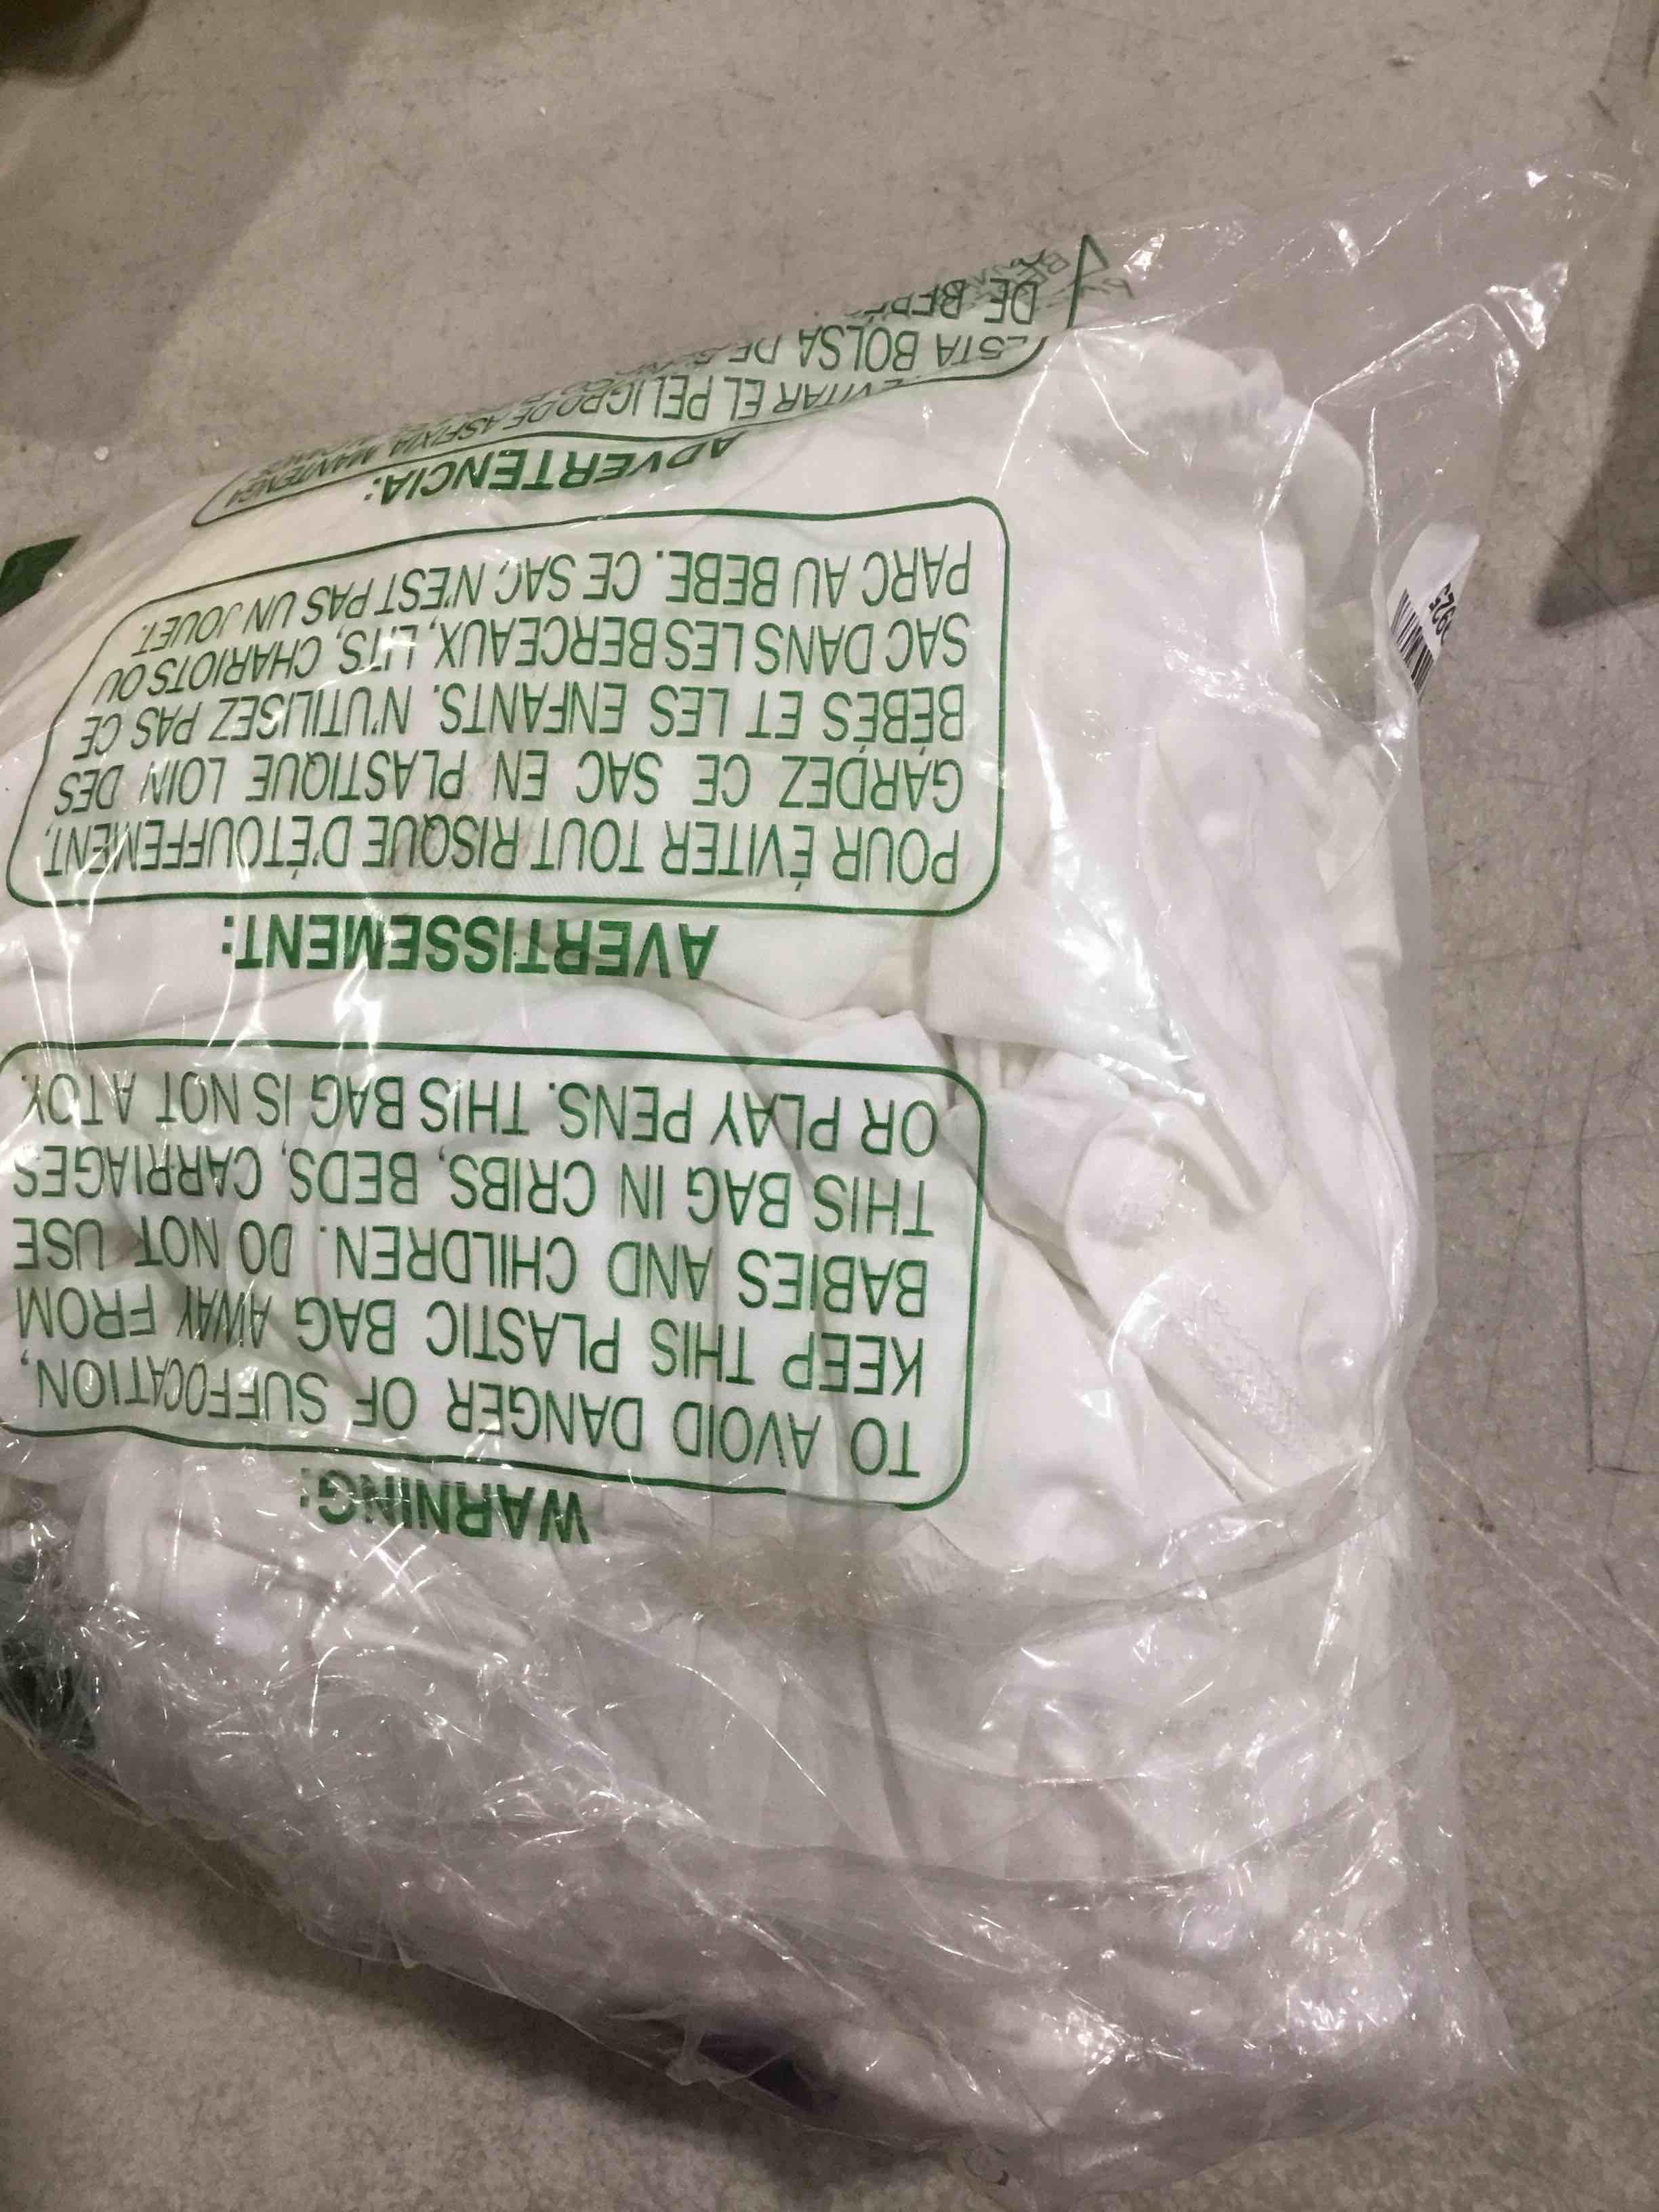 WARNING:
TO AVOID DANGER OF SUFFOCATION,
KEEP THIS PLASTIC BAG AWAY FROM
BABIES AND CHILDREN. DO NOT USE
THIS BAG IN CRIBS, BEDS, CARRIAGES
OR PLAY PENS. THIS BAG IS NOT A TOY.
AVERTISSEMENT:
POUR ÉVITER TOUT RISQUE D'ÉTOUFFEMENT,
GARDEZ CE SAC EN PLASTIQUE LOIN DES
BÉBÉS ET LES ENFANTS. N'UTILISEZ PAS CE
SAC DANS LES BERCEAUX, LITS, CHARIOTS OU
PARC AU BEBE. CE SAC N'EST PAS UN JOUET.
ADVERTENCIA:
EVITAR EL PELIGRO DE ASFIXIA, MANTENGA
ESTA BOLSA DE
DE